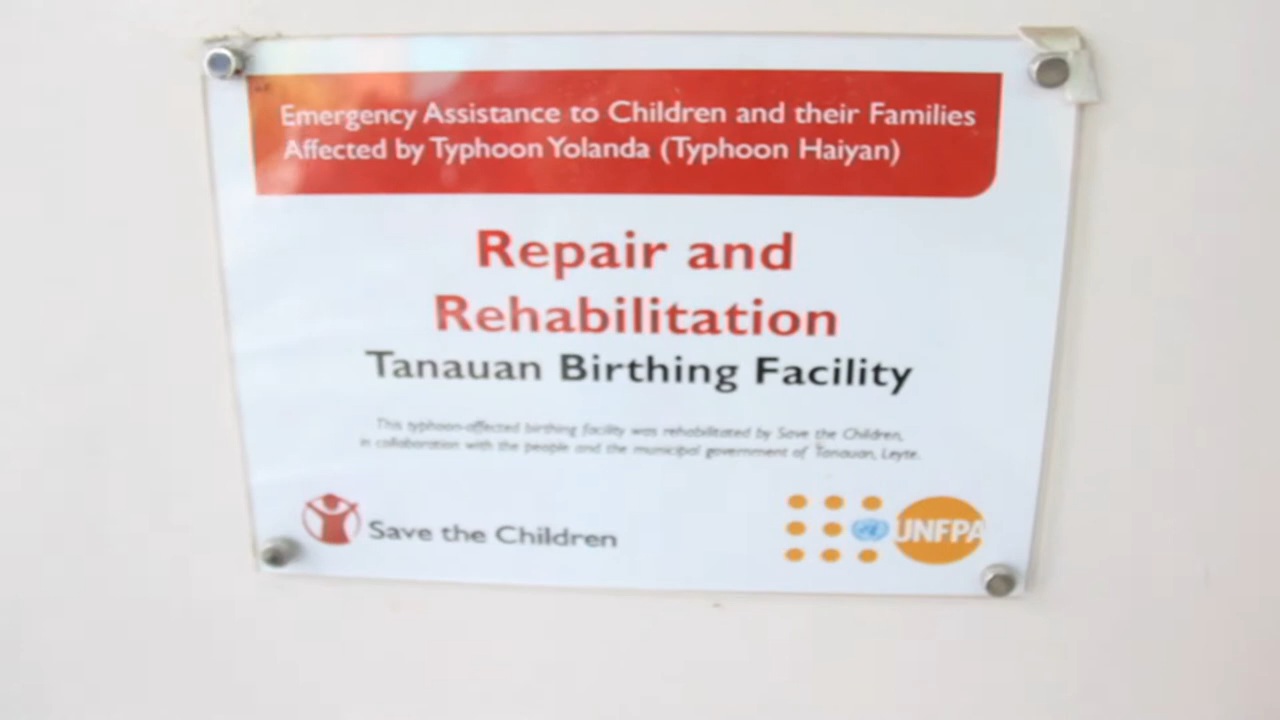 Emergency Assistance to Children and their Families
Affected by Typhoon Yolanda (Typhoon Haiyan)
Repair and
Rehabilitation
Tanauan Birthing Facility
This typhoon-affected birthing facility was rehabilitated by Save the Children,
in collaboration with the people and the municipal government of Tanauan, Leyte.
Save the Children
UNFPA